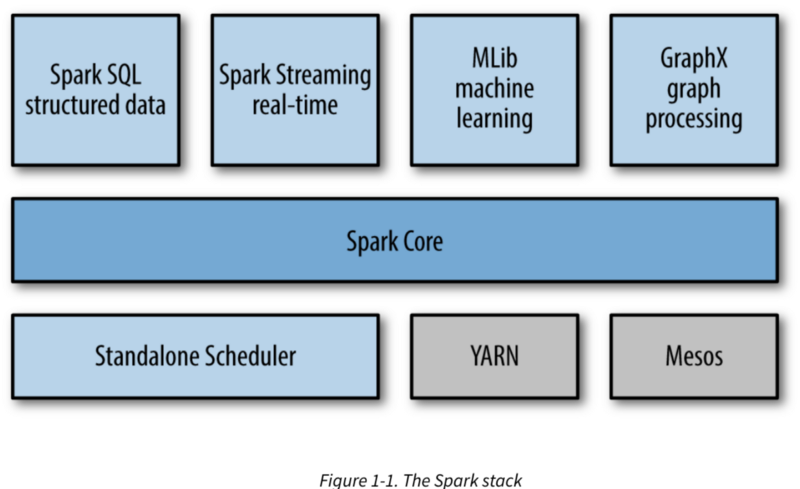 Spark SQL
structured data
Spark Streaming
real-time
MLib
machine
learning
GraphX
graph
processing
Spark Core
Standalone Scheduler
YARN
Mesos
Figure 1-1. The Spark stack